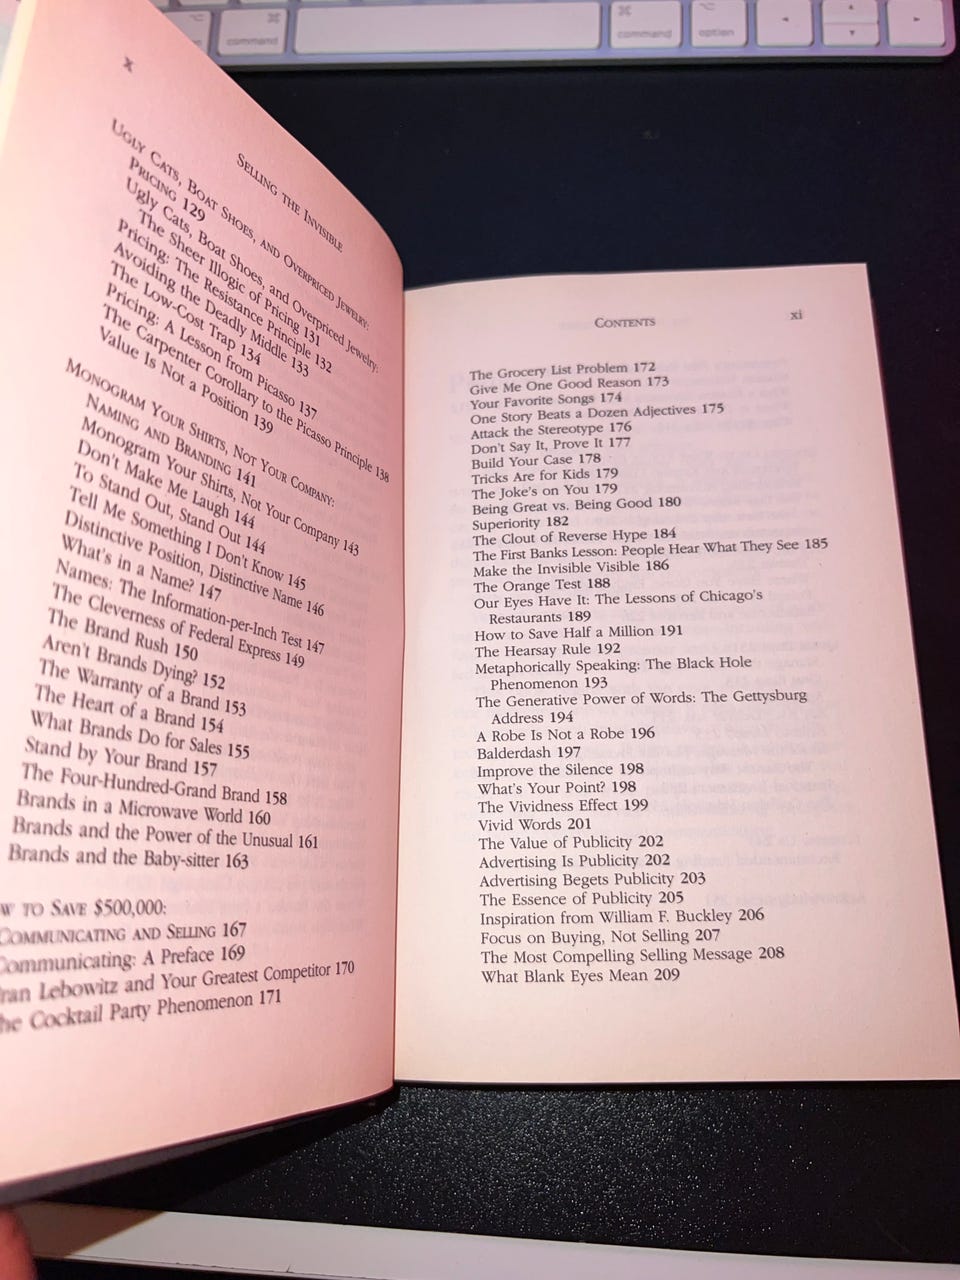 command
⌘
command
⌥
option
x
SELLING THE INVISIBLE
UGLY CATS, BOAT SHOES, AND OVERPRICED JEWELRY:
PRICING 129
Ugly Cats, Boat Shoes, and Overpriced Jewelry:
The Sheer Illogic of Pricing 131
Pricing: The Resistance Principle 132
Avoiding the Deadly Middle 133
The Low-Cost Trap 134
Pricing: A Lesson from Picasso 137
The Carpenter Corollary to the Picasso Principle 138
Value Is Not a Position 139
MONOGRAM YOUR SHIRTS, NOT YOUR COMPANY:
NAMING AND BRANDING 141
Monogram Your Shirts, Not Your Company 143
Don't Make Me Laugh 144
To Stand Out, Stand Out 144
Tell Me Something I Don't Know 145
Distinctive Position, Distinctive Name 146
What's in a Name? 147
Names: The Information-per-Inch Test 147
The Cleverness of Federal Express 149
The Brand Rush 150
Aren't Brands Dying? 152
The Warranty of a Brand 153
The Heart of a Brand 154
What Brands Do for Sales 155
Stand by Your Brand 157
The Four-Hundred-Grand Brand 158
Brands in a Microwave World 160
Brands and the Power of the Unusual 161
Brands and the Baby-sitter 163
W TO SAVE $500,000:
COMMUNICATING AND SELLING 167
Communicating: A Preface 169
ran Lebowitz and Your Greatest Competitor 170
he Cocktail Party Phenomenon 171
CONTENTS
xi
The Grocery List Problem 172
Give Me One Good Reason 173
Your Favorite Songs 174
One Story Beats a Dozen Adjectives 175
Attack the Stereotype 176
Don't Say It, Prove It 177
Build Your Case 178
Tricks Are for Kids 179
The Joke's on You 179
Being Great vs. Being Good 180
Superiority 182
The Clout of Reverse Hype 184
The First Banks Lesson: People Hear What They See 185
Make the Invisible Visible 186
The Orange Test 188
Our Eyes Have It: The Lessons of Chicago's
Restaurants 189
How to Save Half a Million 191
The Hearsay Rule 192
Metaphorically Speaking: The Black Hole
Phenomenon 193
The Generative Power of Words: The Gettysburg
Address 194
A Robe Is Not a Robe 196
Balderdash 197
Improve the Silence 198
What's Your Point? 198
The Vividness Effect 199
Vivid Words 201
The Value of Publicity 202
Advertising Is Publicity 202
Advertising Begets Publicity 203
The Essence of Publicity 205
Inspiration from William F. Buckley 206
Focus on Buying, Not Selling 207
The Most Compelling Selling Message 208
What Blank Eyes Mean 209